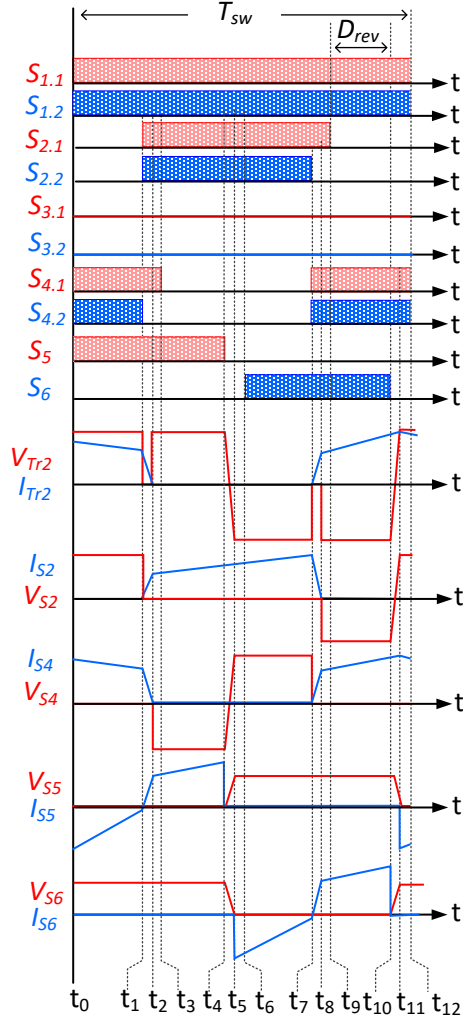 T_sw
D_rev
S_1.1 t
S_1.2 t
S_2.1 t
S_2.2 t
S_3.1 t
S_3.2 t
S_4.1 t
S_4.2 t
S_5 t
S_6 t
V_Tr2 t
I_Tr2
I_S2
V_S2 t
I_S4
V_S4 t
V_S5
I_S5 t
V_S6
I_S6 t
t_0 t_1 t_2 t_3 t_4 t_5 t_6 t_7 t_8 t_9 t_10 t_11 t_12